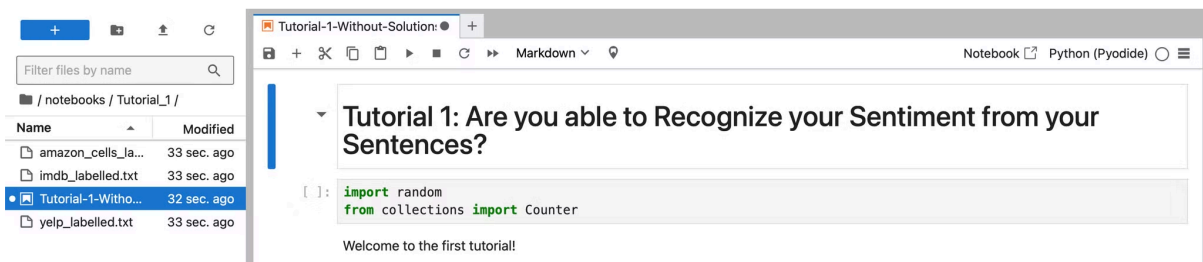 Filter files by name
/ notebooks / Tutorial_1 /
Name Modified
amazon_cells_la... 33 sec. ago
imdb_labelled.txt 33 sec. ago
Tutorial-1-Witho... 32 sec. ago
yelp_labelled.txt 33 sec. ago
Tutorial-1-Without-Solution:
Markdown
Notebook Python (Pyodide)
Tutorial 1: Are you able to Recognize your Sentiment from your
Sentences?
[ ]: import random
from collections import Counter
Welcome to the first tutorial!